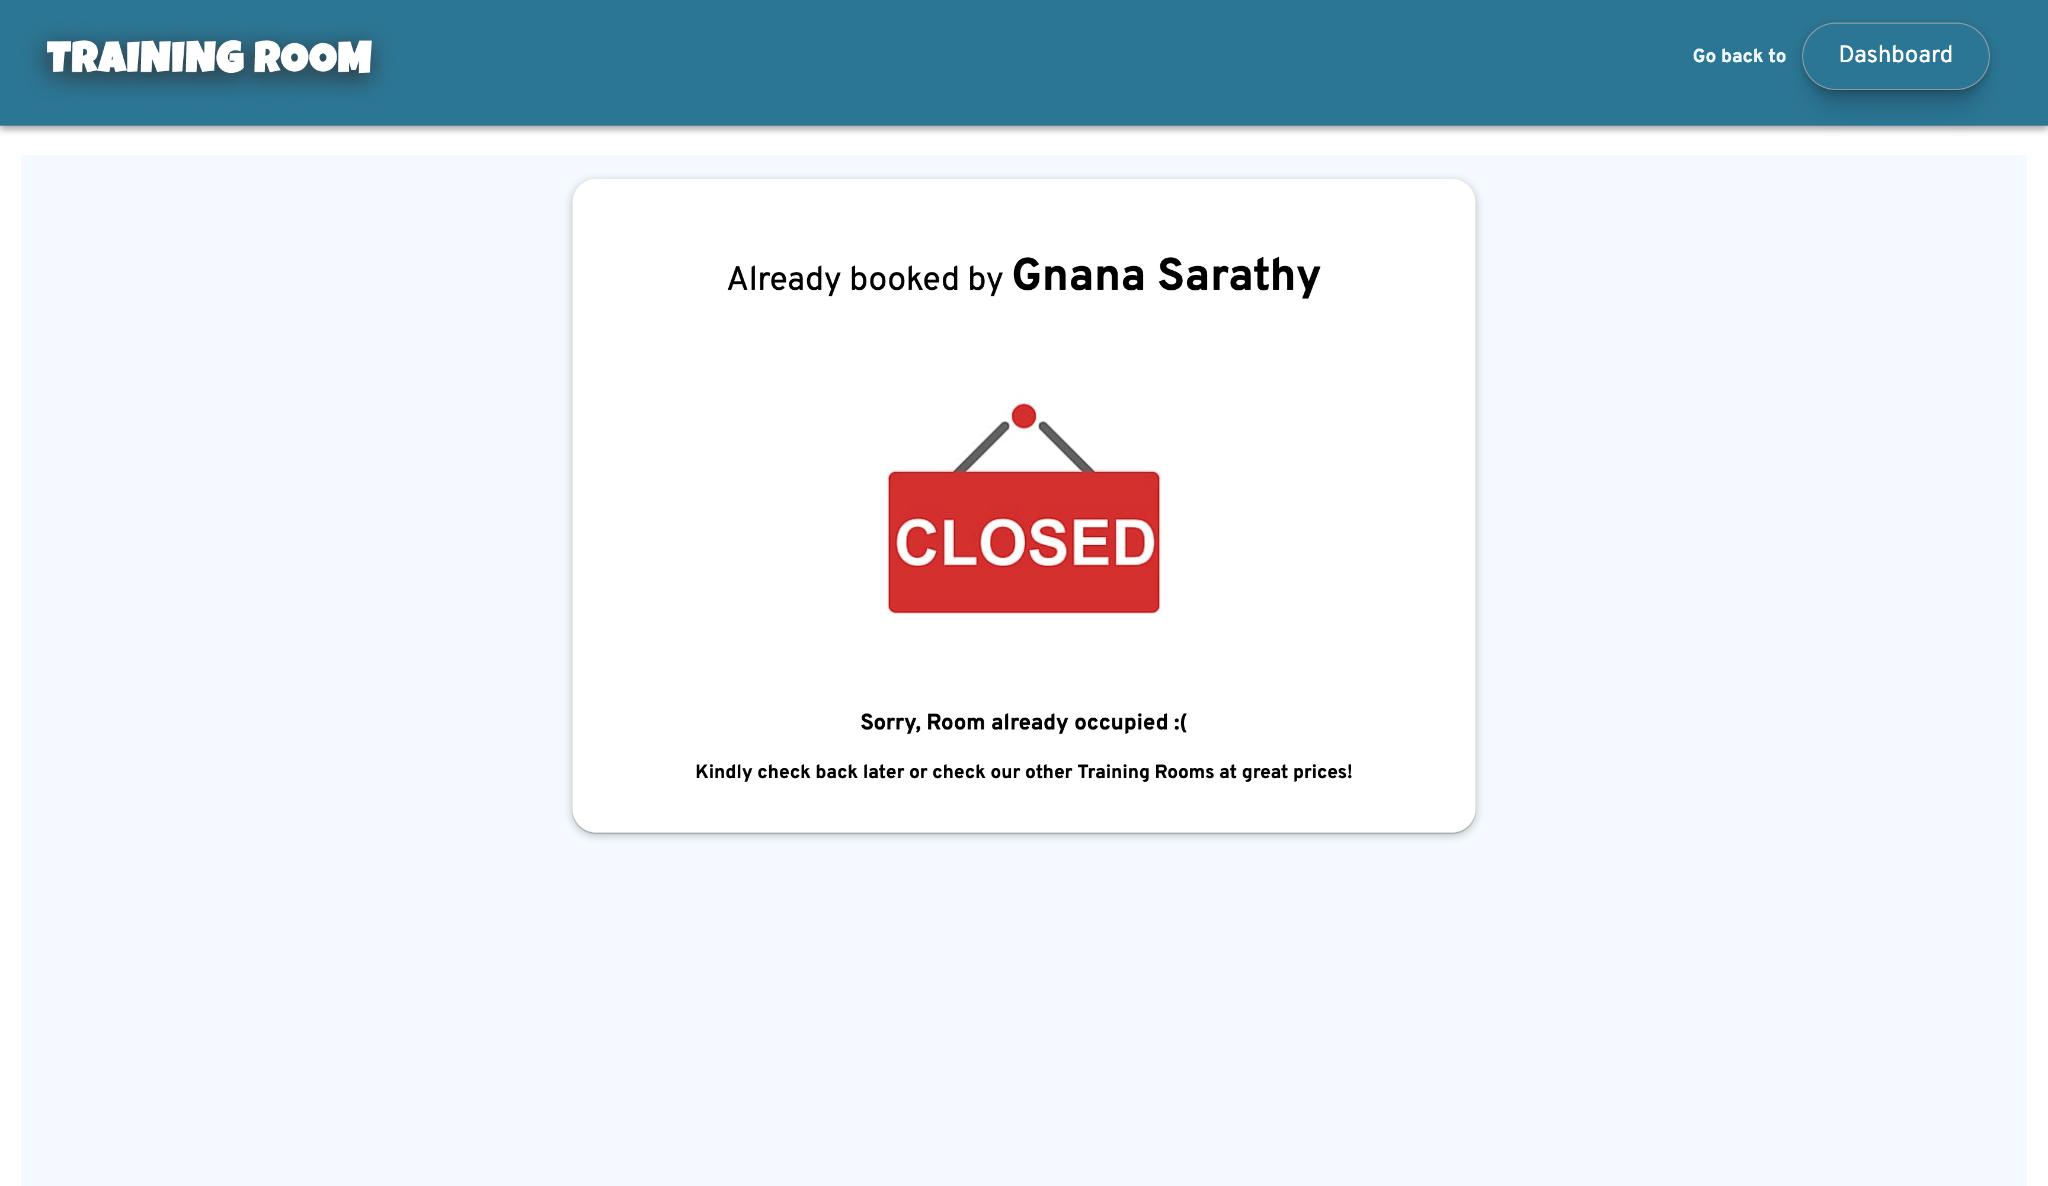 TRAINING ROOM
Go back to Dashboard
Already booked by Gnana Sarathy
CLOSED
Sorry, Room already occupied :(
Kindly check back later or check our other Training Rooms at great prices!